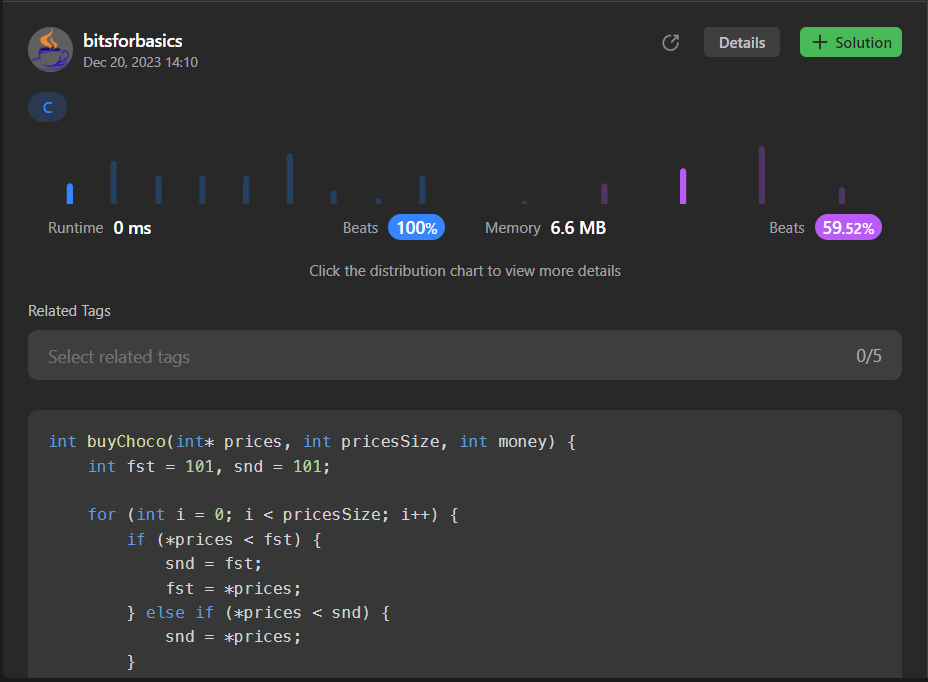 bitsforbasics
Dec 20, 2023 14:10
Details
+ Solution
C
Runtime 0 ms Beats 100% Memory 6.6 MB Beats 59.52%
Click the distribution chart to view more details
Related Tags
Select related tags 0/5
int buyChoco(int* prices, int pricesSize, int money) {
    int fst = 101, snd = 101;

    for (int i = 0; i < pricesSize; i++) {
        if (*prices < fst) {
            snd = fst;
            fst = *prices;
        } else if (*prices < snd) {
            snd = *prices;
        }